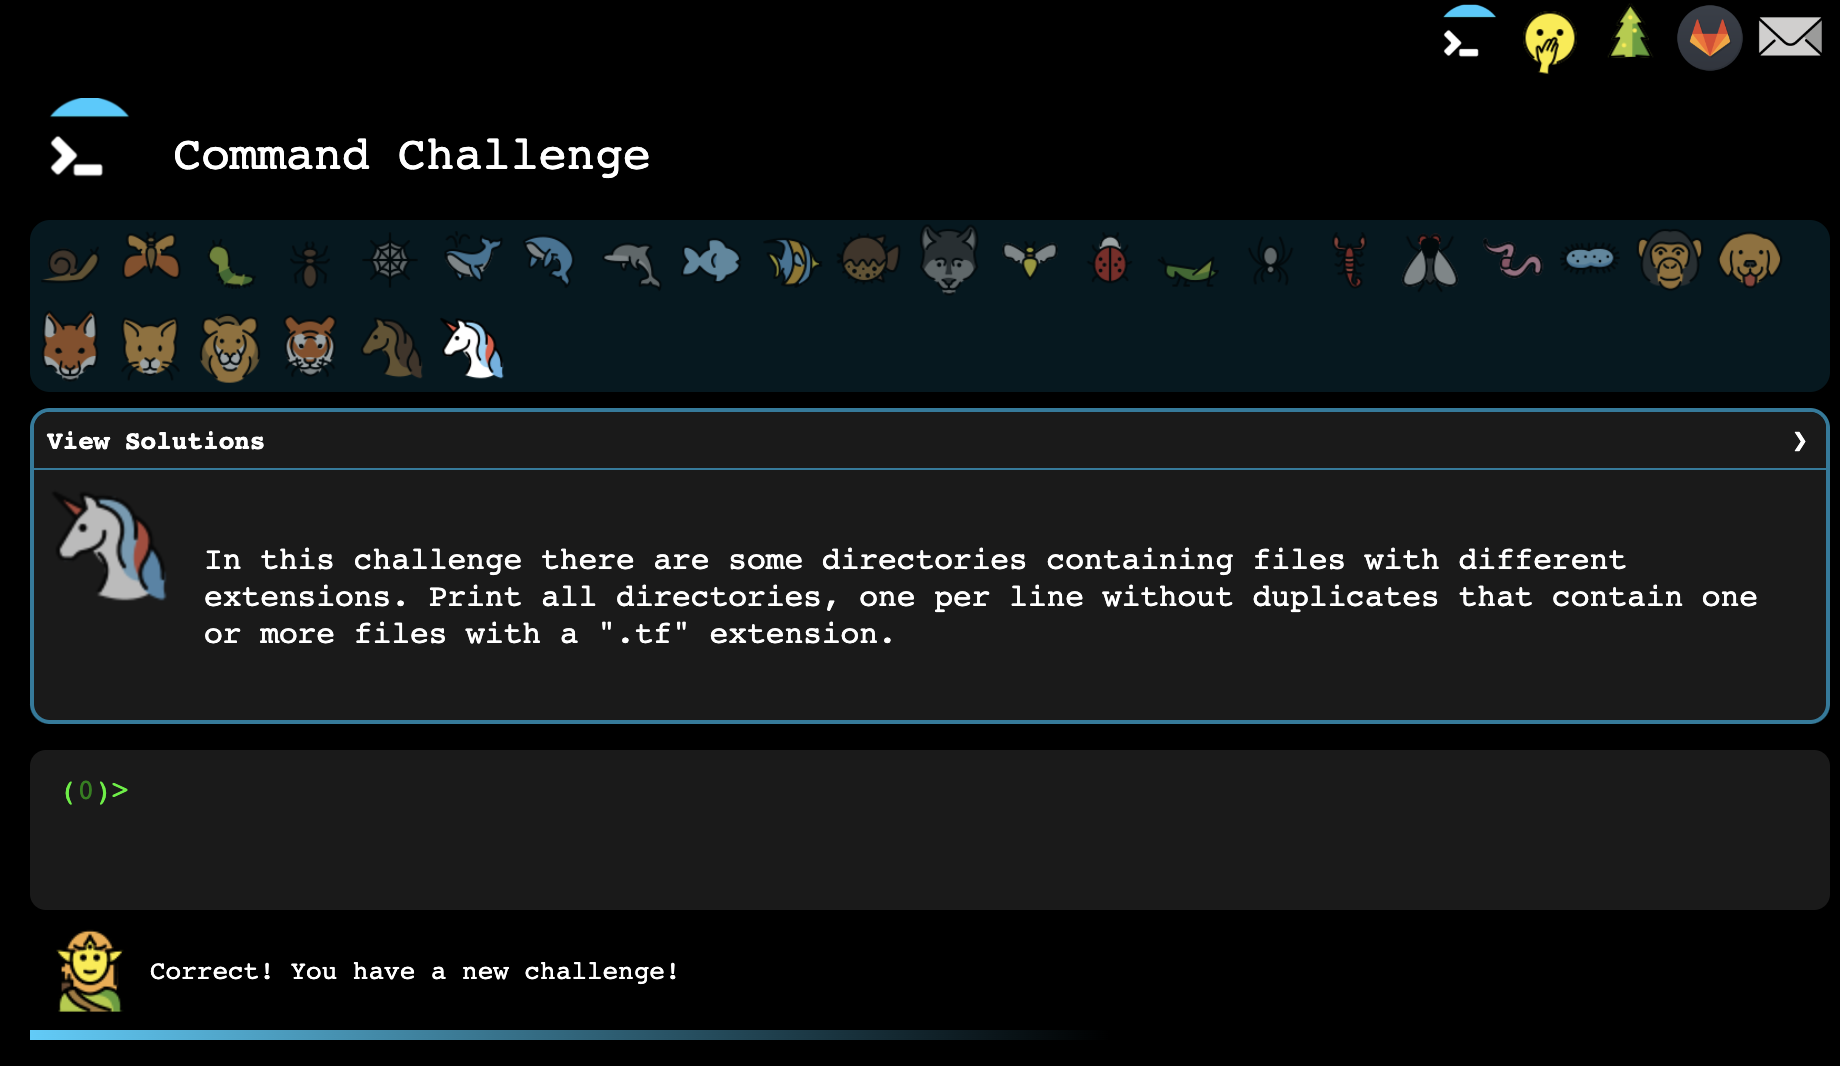 Command Challenge
View Solutions
In this challenge there are some directories containing files with different
extensions. Print all directories, one per line without duplicates that contain one
or more files with a ".tf" extension.
(0)>
Correct! You have a new challenge!